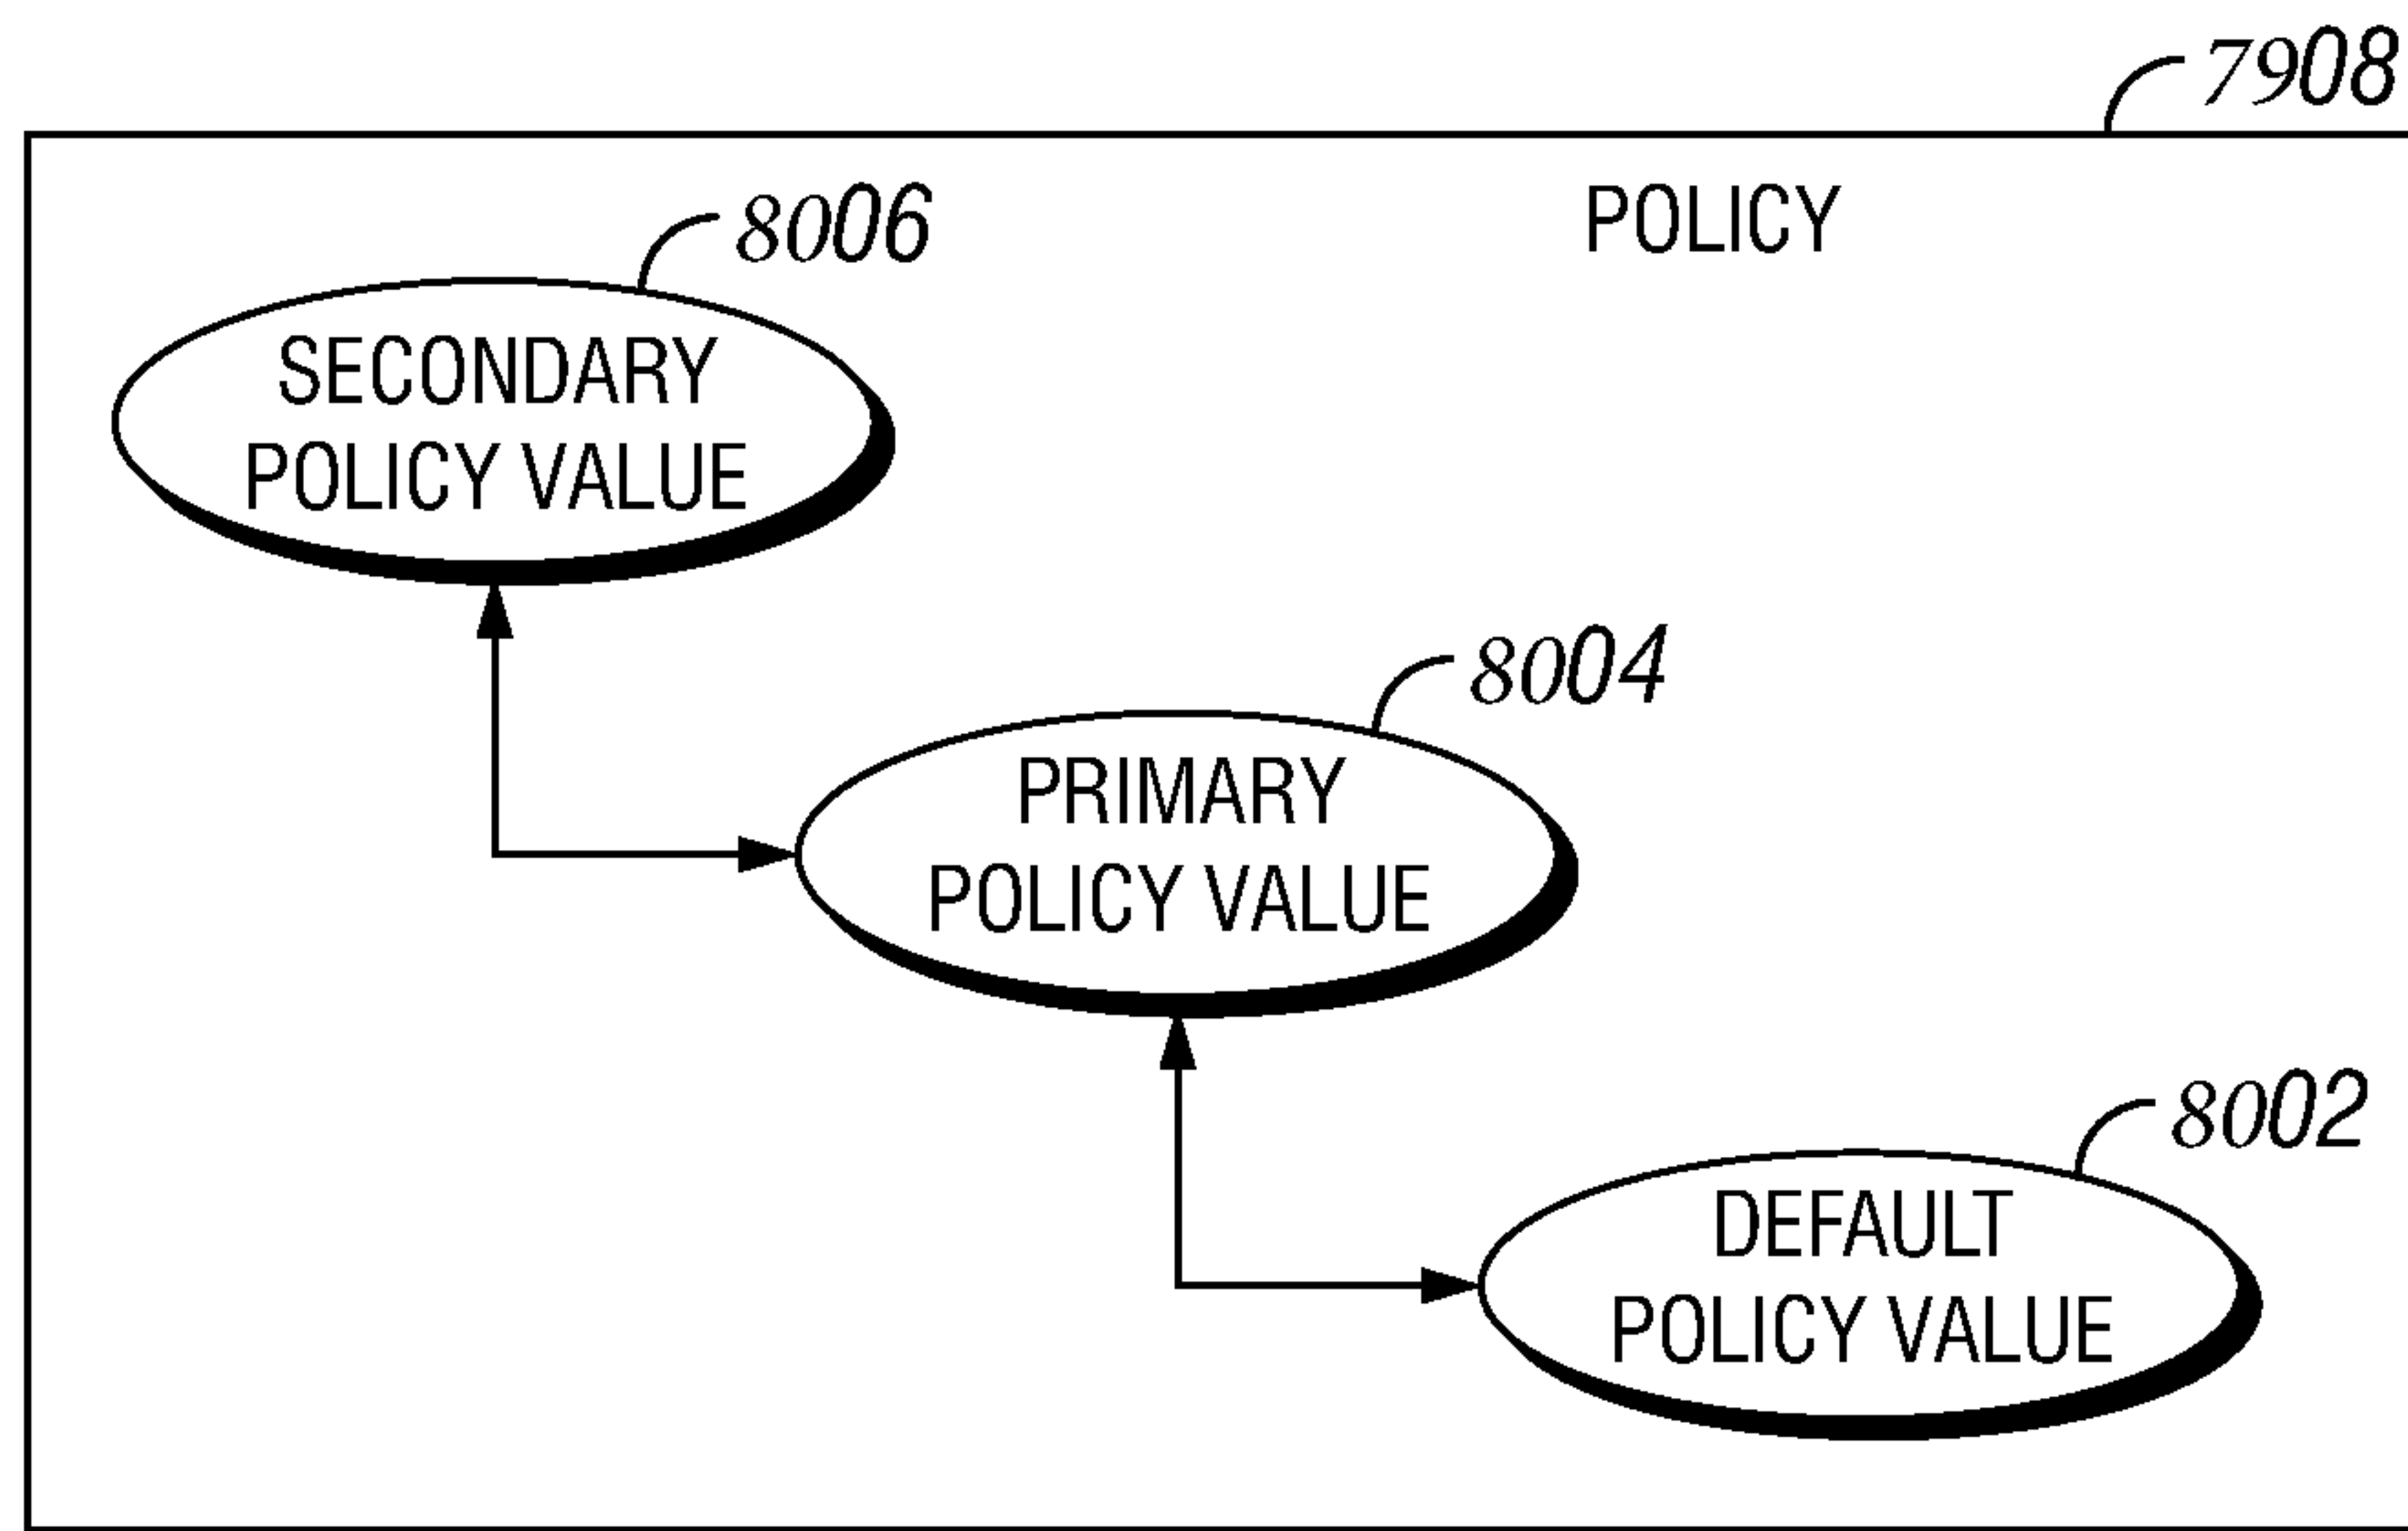 7908
POLICY
8006
SECONDARY
POLICY VALUE
8004
PRIMARY
POLICY VALUE
8002
DEFAULT
POLICY VALUE